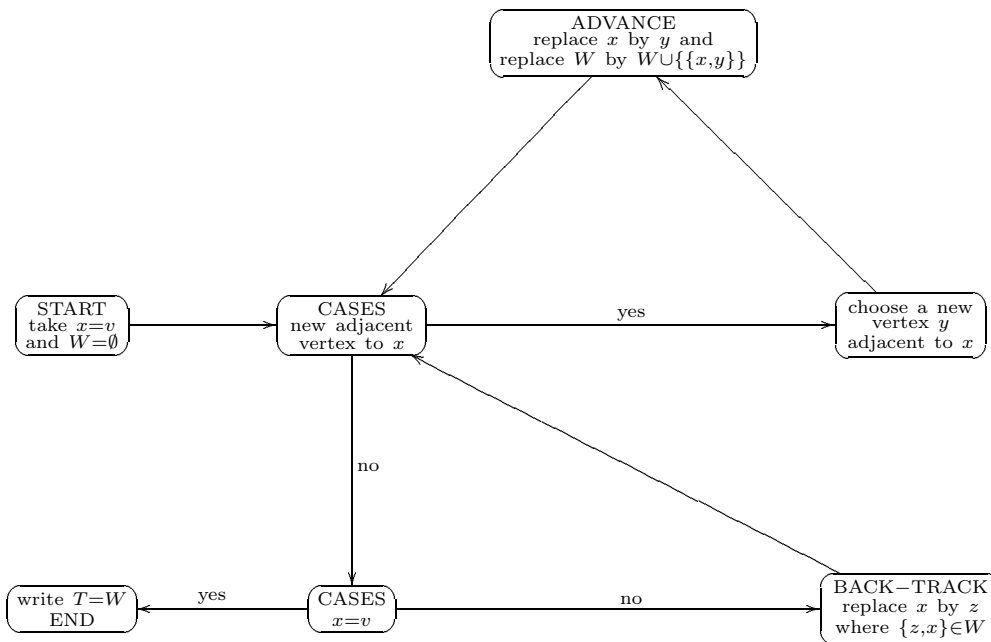 ADVANCE
replace x by y and
replace W by W∪{{x,y}}
START
take x=v
and W=∅
CASES
new adjacent
vertex to x
yes
choose a new
vertex y
adjacent to x
no
write T=W
END
yes
CASES
x=v
no
BACK−TRACK
replace x by z
where {z,x}∈W